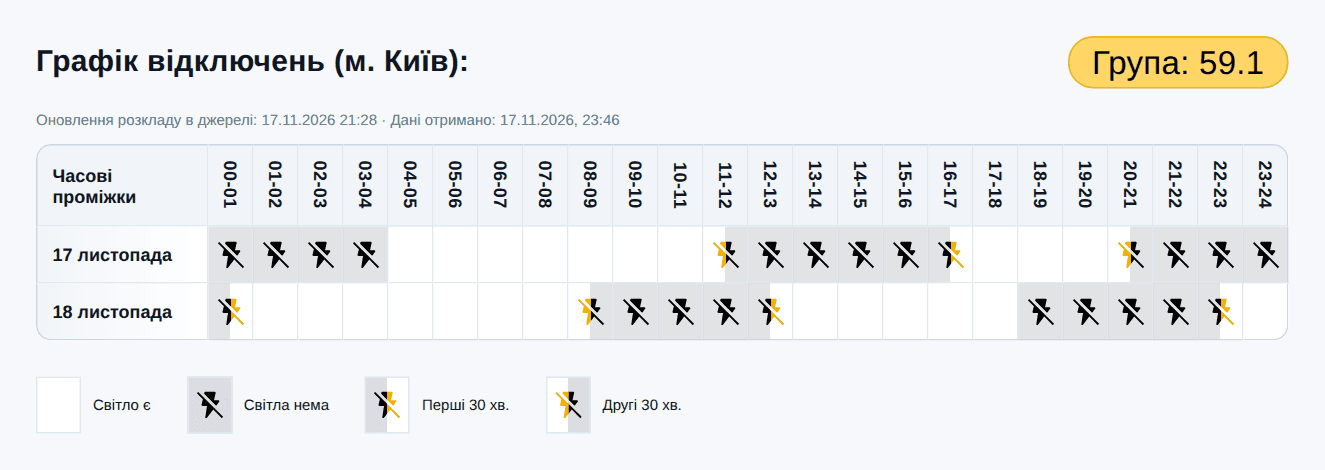 Графік відключень (м. Київ):
Група: 59.1
Оновлення розкладу в джерелі: 17.11.2026 21:28 · Дані отримано: 17.11.2026, 23:46
Часові
проміжки
00-01 01-02 02-03 03-04 04-05 05-06 06-07 07-08 08-09 09-10 10-11 11-12 12-13 13-14 14-15 15-16 16-17 17-18 18-19 19-20 20-21 21-22 22-23 23-24
17 листопада
18 листопада
Світло є Світла нема Перші 30 хв. Другі 30 хв.